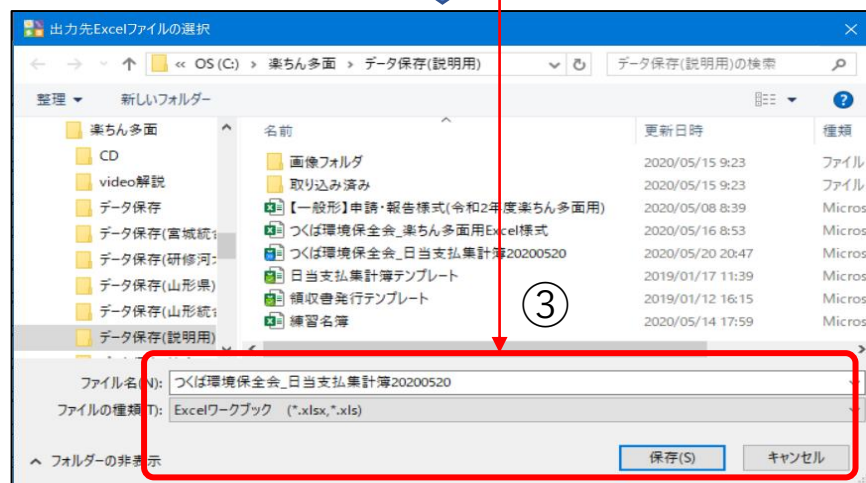 出力先Excelファイルの選択
« OS (C:) › 楽ちん多面 › データ保存(説明用)
データ保存(説明用)の検索
整理 新しいフォルダー
楽ちん多面
CD
video解説
データ保存
データ保存(宮城統
データ保存(研修河
データ保存(山形県)
データ保存(山形統
データ保存(説明用)
名前 更新日時 種類
画像フォルダ 2020/05/15 9:23 ファイル
取り込み済み 2020/05/15 9:23 ファイル
【一般形】申請・報告様式(令和2年度楽ちん多面用) 2020/05/08 8:39 Micros
つくば環境保全会_楽ちん多面用Excel様式 2020/05/16 8:53 Micros
つくば環境保全会_日当支払集計簿20200520 2020/05/20 20:47 Micros
日当支払集計簿テンプレート 2019/01/17 11:39 Micros
領収書発行テンプレート 2019/01/12 16:15 Micros
練習名簿 2020/05/14 17:59 Micros
③
ファイル名(N): つくば環境保全会_日当支払集計簿20200520
ファイルの種類(T): Excelワークブック (*.xlsx,*.xls)
フォルダーの非表示
保存(S) キャンセル